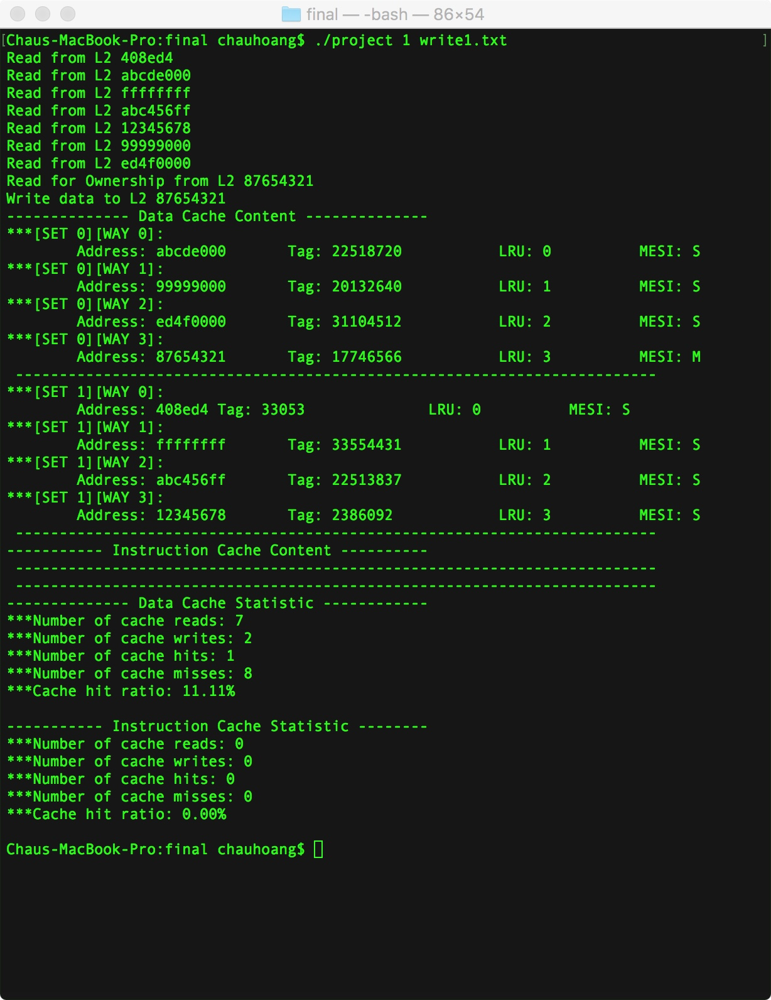 final — -bash — 86×54
[Chaus-MacBook-Pro:final chauhoang$ ./project 1 write1.txt ]
Read from L2 408ed4
Read from L2 abcde000
Read from L2 ffffffff
Read from L2 abc456ff
Read from L2 12345678
Read from L2 99999000
Read from L2 ed4f0000
Read for Ownership from L2 87654321
Write data to L2 87654321
-------------- Data Cache Content --------------
***[SET 0][WAY 0]:
Address: abcde000 Tag: 22518720 LRU: 0 MESI: S
***[SET 0][WAY 1]:
Address: 99999000 Tag: 20132640 LRU: 1 MESI: S
***[SET 0][WAY 2]:
Address: ed4f0000 Tag: 31104512 LRU: 2 MESI: S
***[SET 0][WAY 3]:
Address: 87654321 Tag: 17746566 LRU: 3 MESI: M
-------------------------------------------------------------------------
***[SET 1][WAY 0]:
Address: 408ed4 Tag: 33053 LRU: 0 MESI: S
***[SET 1][WAY 1]:
Address: ffffffff Tag: 33554431 LRU: 1 MESI: S
***[SET 1][WAY 2]:
Address: abc456ff Tag: 22513837 LRU: 2 MESI: S
***[SET 1][WAY 3]:
Address: 12345678 Tag: 2386092 LRU: 3 MESI: S
-------------------------------------------------------------------------
----------- Instruction Cache Content ----------
-------------------------------------------------------------------------
-------------------------------------------------------------------------
-------------- Data Cache Statistic ------------
***Number of cache reads: 7
***Number of cache writes: 2
***Number of cache hits: 1
***Number of cache misses: 8
***Cache hit ratio: 11.11%
----------- Instruction Cache Statistic --------
***Number of cache reads: 0
***Number of cache writes: 0
***Number of cache hits: 0
***Number of cache misses: 0
***Cache hit ratio: 0.00%
Chaus-MacBook-Pro:final chauhoang$